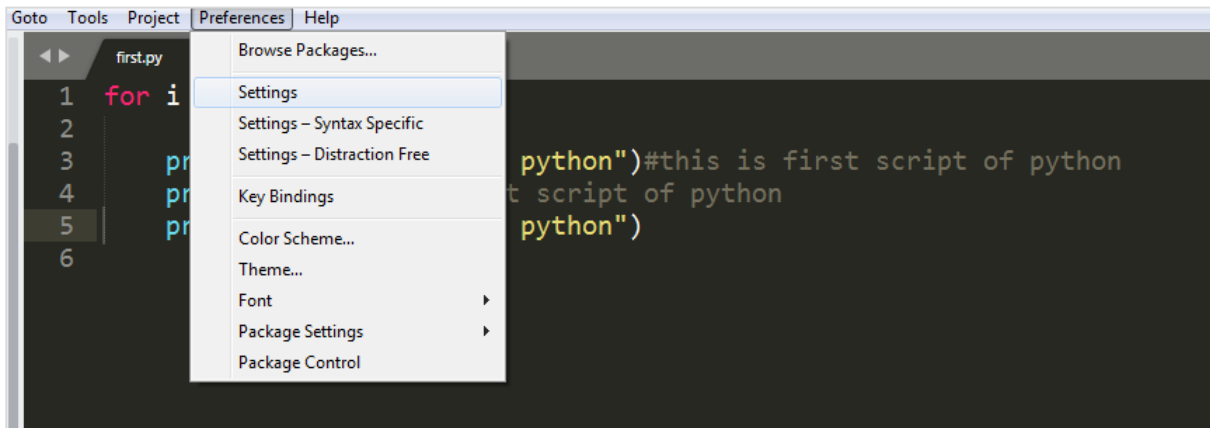 Goto Tools Project Preferences Help
first.py
Browse Packages...
Settings
Settings – Syntax Specific
Settings – Distraction Free
Key Bindings
Color Scheme...
Theme...
Font
Package Settings
Package Control
1 for i
2
3 pr python")#this is first script of python
4 pr t script of python
5 pr python")
6